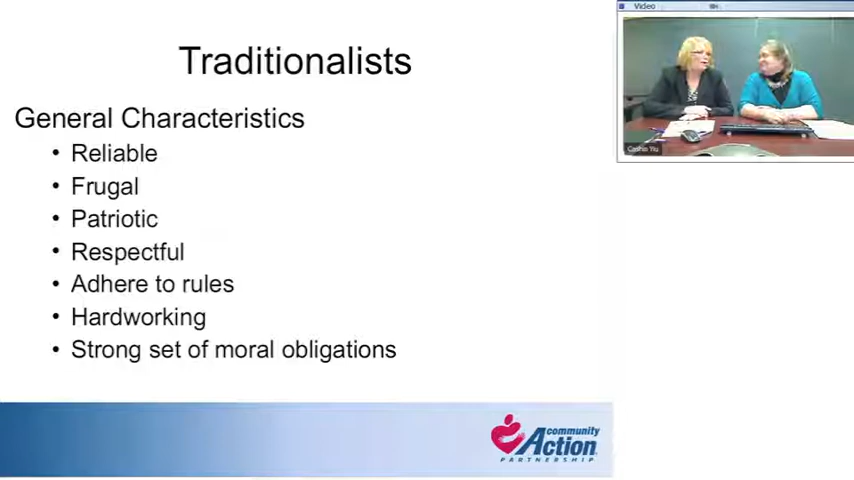 Video
Traditionalists
General Characteristics
• Reliable
• Frugal
• Patriotic
• Respectful
• Adhere to rules
• Hardworking
• Strong set of moral obligations
community
Action
PARTNERSHIP